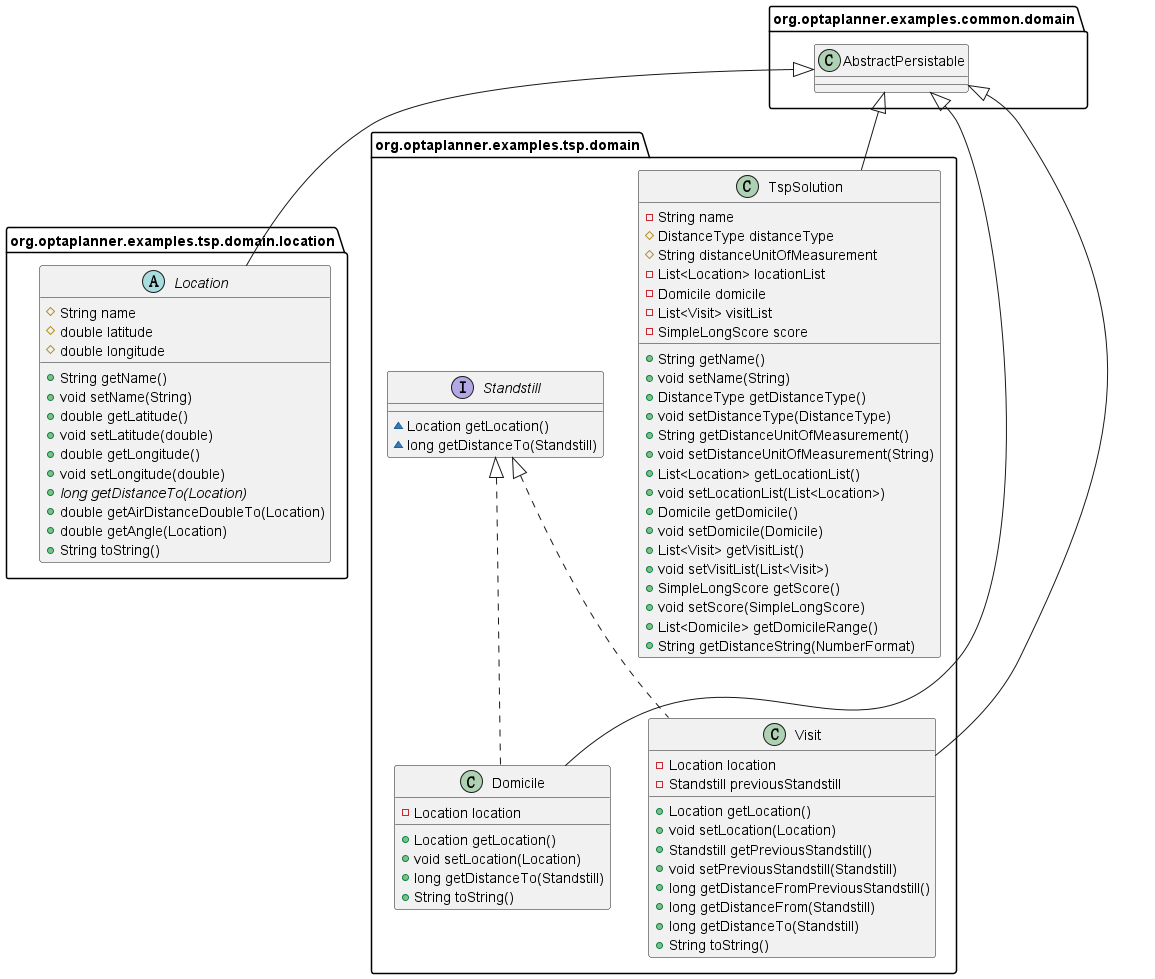 org.optaplanner.examples.common.domain
C AbstractPersistable
org.optaplanner.examples.tsp.domain
C TspSolution
String name
DistanceType distanceType
String distanceUnitOfMeasurement
List<Location> locationList
Domicile domicile
List<Visit> visitList
SimpleLongScore score
String getName()
void setName(String)
DistanceType getDistanceType()
void setDistanceType(DistanceType)
String getDistanceUnitOfMeasurement()
void setDistanceUnitOfMeasurement(String)
List<Location> getLocationList()
void setLocationList(List<Location>)
Domicile getDomicile()
void setDomicile(Domicile)
List<Visit> getVisitList()
void setVisitList(List<Visit>)
SimpleLongScore getScore()
void setScore(SimpleLongScore)
List<Domicile> getDomicileRange()
String getDistanceString(NumberFormat)
org.optaplanner.examples.tsp.domain.location
A Location
String name
double latitude
double longitude
String getName()
void setName(String)
double getLatitude()
void setLatitude(double)
double getLongitude()
void setLongitude(double)
long getDistanceTo(Location)
double getAirDistanceDoubleTo(Location)
double getAngle(Location)
String toString()
I Standstill
Location getLocation()
long getDistanceTo(Standstill)
C Domicile
Location location
Location getLocation()
void setLocation(Location)
long getDistanceTo(Standstill)
String toString()
C Visit
Location location
Standstill previousStandstill
Location getLocation()
void setLocation(Location)
Standstill getPreviousStandstill()
void setPreviousStandstill(Standstill)
long getDistanceFromPreviousStandstill()
long getDistanceFrom(Standstill)
long getDistanceTo(Standstill)
String toString()